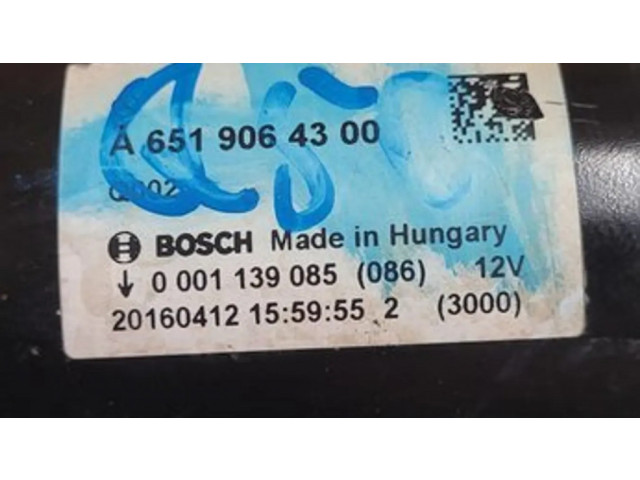 A 651 906 43 00
Q002
BOSCH Made in Hungary
↓ 0 001 139 085 (086) 12V
20160412 15:59:55 2 (3000)